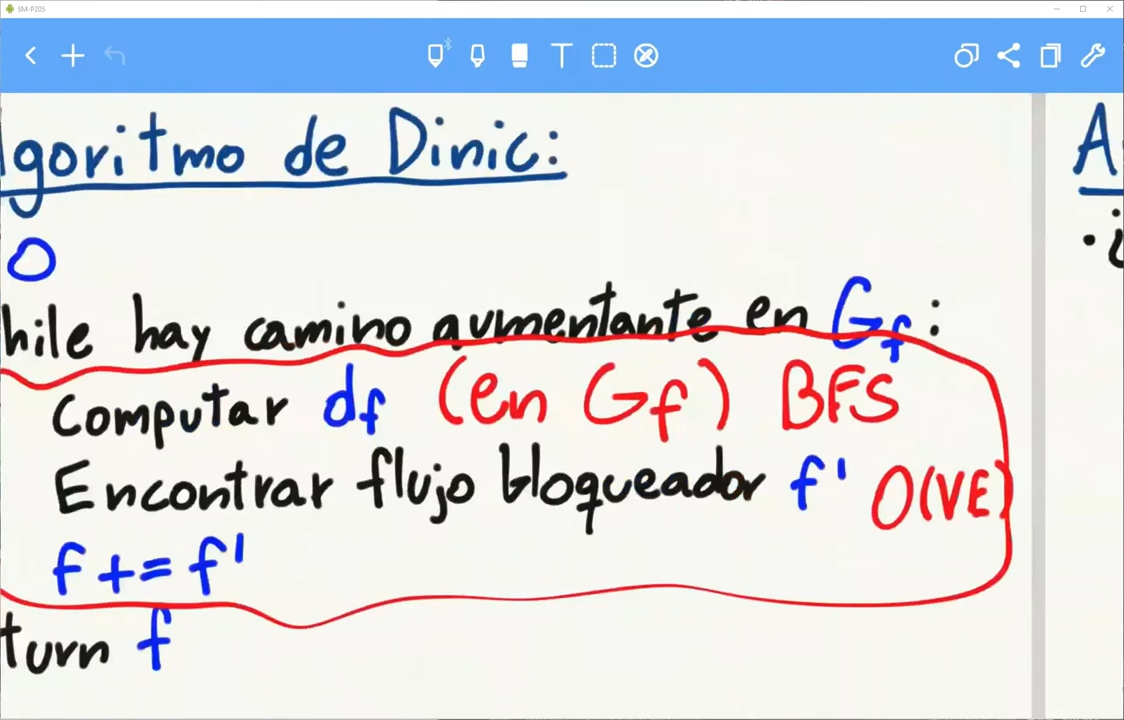 SM-P205
lgoritmo de Dinic:
0
hile hay camino aumentante en Gf:
Computar df (en Gf) BFS
Encontrar flujo bloqueador f' O(VE)
f += f'
turn f
A
·¿